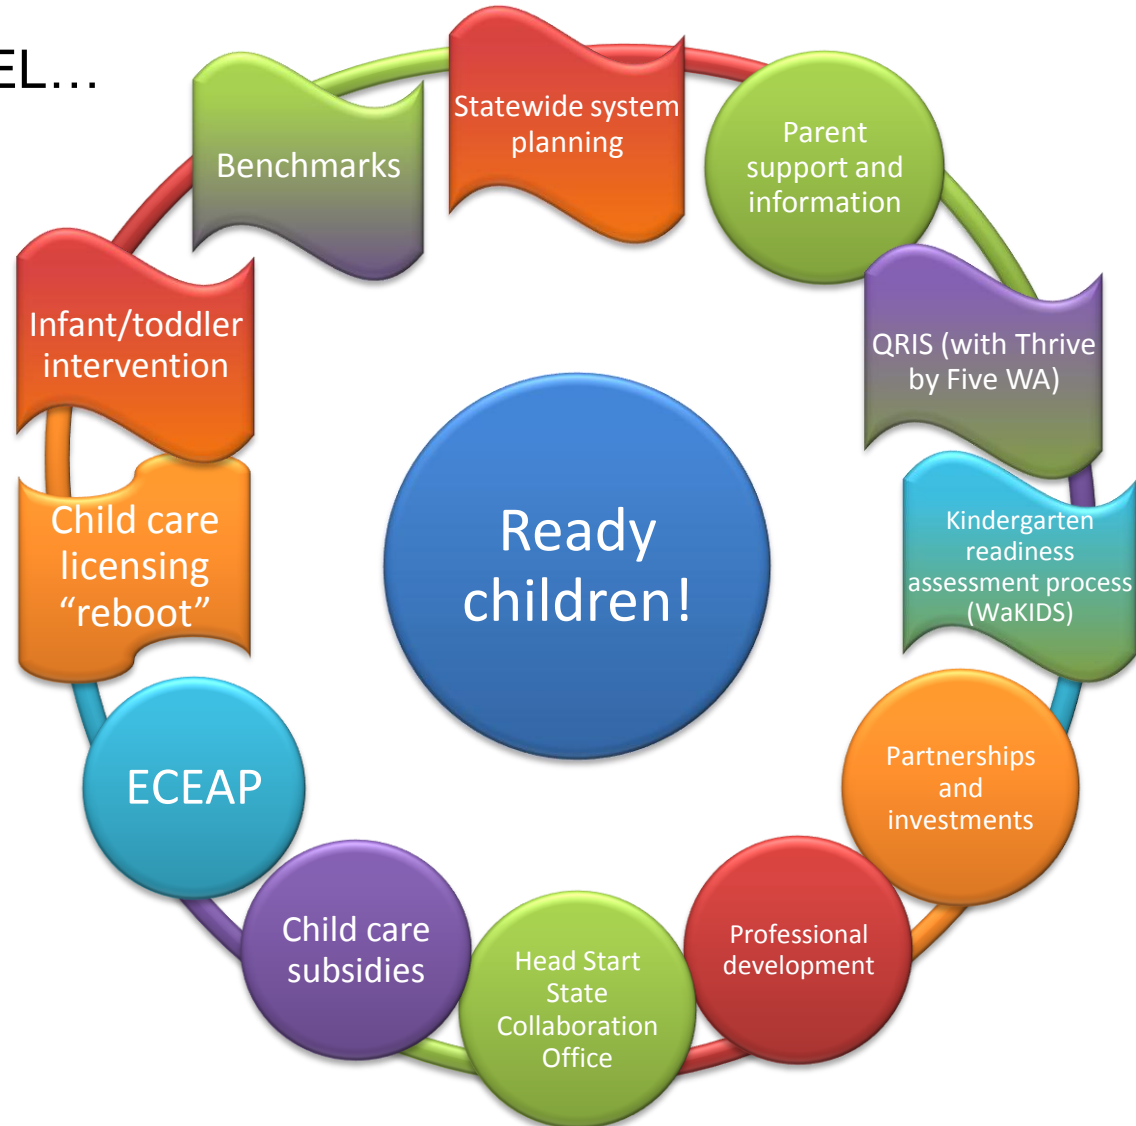 EL…
Statewide system
planning
Parent
support and
information
Benchmarks
QRIS (with Thrive
by Five WA)
Infant/toddler
intervention
Kindergarten
readiness
assessment process
(WaKIDS)
Child care
licensing
“reboot”
Ready
children!
Partnerships
and
investments
ECEAP
Professional
development
Child care
subsidies
Head Start
State
Collaboration
Office